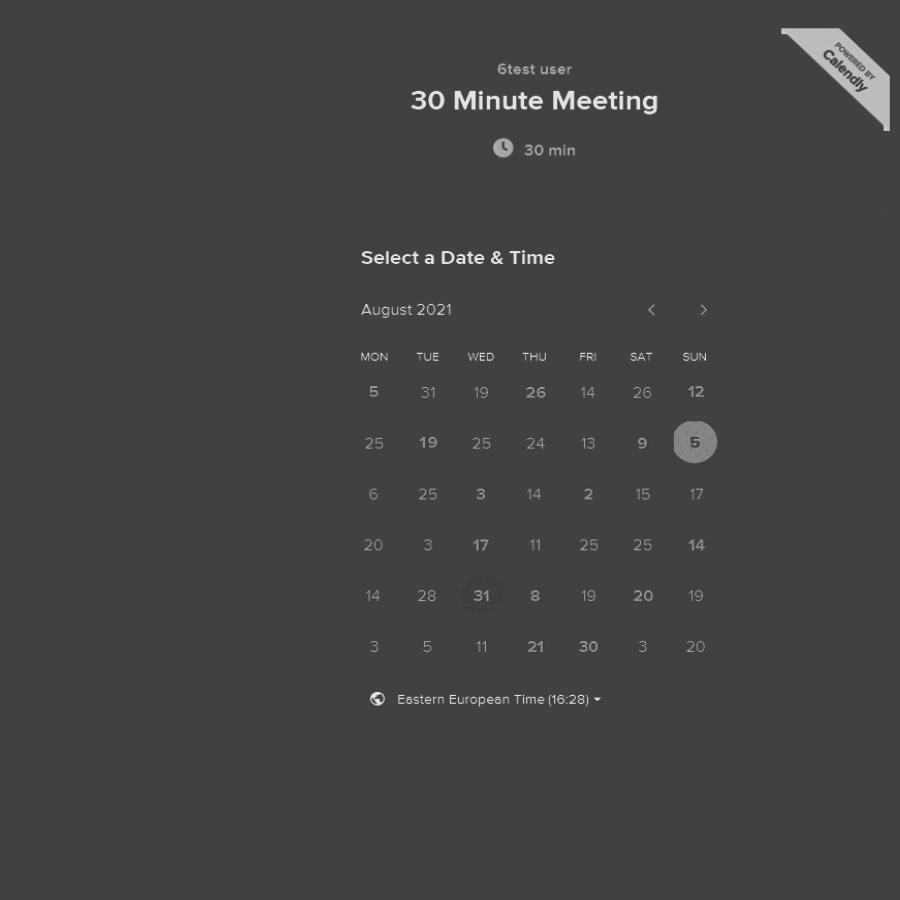 POWERED BY
Calendly
6test user
30 Minute Meeting
30 min
Select a Date & Time
August 2021
MON TUE WED THU FRI SAT SUN
5 31 19 26 14 26 12
25 19 25 24 13 9 5
6 25 3 14 2 15 17
20 3 17 11 25 25 14
14 28 31 8 19 20 19
3 5 11 21 30 3 20
Eastern European Time (16:28)